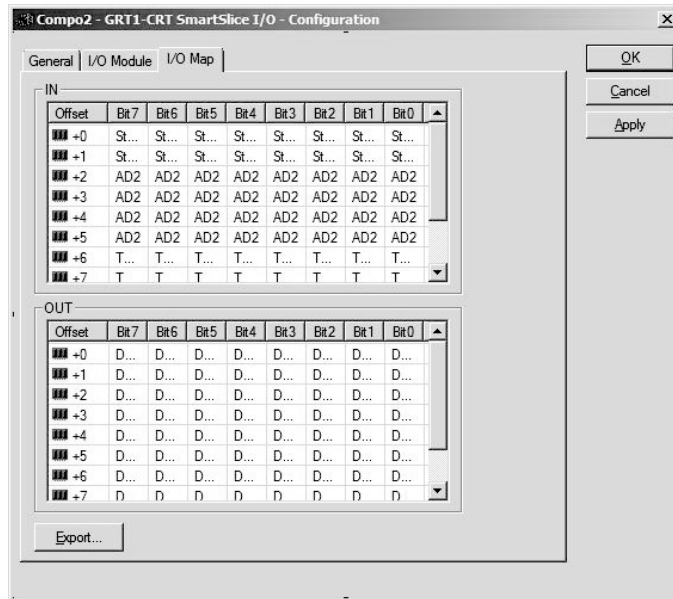 Compo2 - GRT1-CRT SmartSlice I/O - Configuration
General I/O Module I/O Map
OK
Cancel
Apply
IN
Offset Bit7 Bit6 Bit5 Bit4 Bit3 Bit2 Bit1 Bit0
+0 St... St... St... St... St... St... St... St...
+1 St... St... St... St... St... St... St... St...
+2 AD2 AD2 AD2 AD2 AD2 AD2 AD2 AD2
+3 AD2 AD2 AD2 AD2 AD2 AD2 AD2 AD2
+4 AD2 AD2 AD2 AD2 AD2 AD2 AD2 AD2
+5 AD2 AD2 AD2 AD2 AD2 AD2 AD2 AD2
+6 T... T... T... T... T... T... T... T...
+7 T T T T T T T T
OUT
Offset Bit7 Bit6 Bit5 Bit4 Bit3 Bit2 Bit1 Bit0
+0 D... D... D... D... D... D... D... D...
+1 D... D... D... D... D... D... D... D...
+2 D... D... D... D... D... D... D... D...
+3 D... D... D... D... D... D... D... D...
+4 D... D... D... D... D... D... D... D...
+5 D... D... D... D... D... D... D... D...
+6 D... D... D... D... D... D... D... D...
+7 D D D D D D D D
Export...